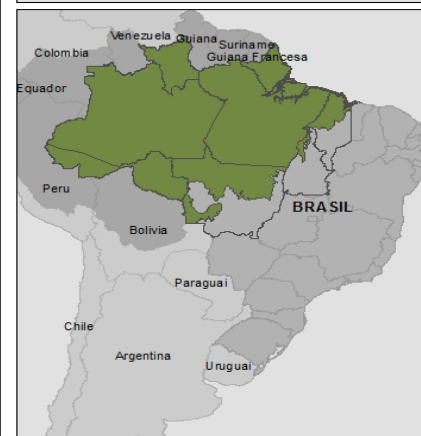 Venezuela
Guiana
Suriname
Colombia
Guiana Francesa
Equador
Peru
BRASIL
Bolivia
Paraguai
Chile
Argentina
Uruguai